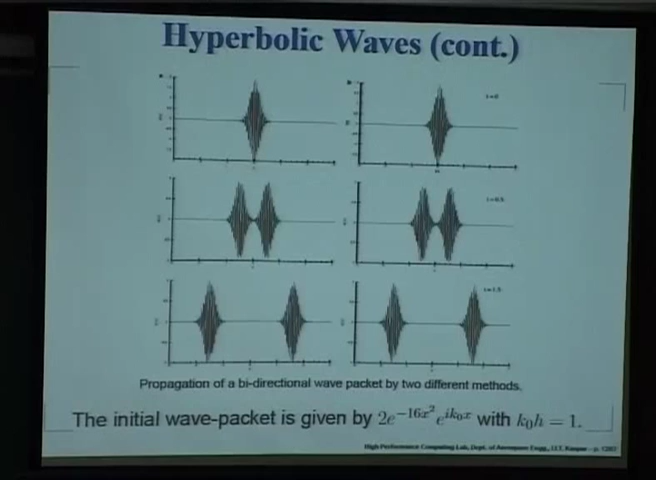 Hyperbolic Waves (cont.)
Propagation of a bi-directional wave packet by two different methods.
The initial wave-packet is given by 2e^{-16x^2}e^{ik_0x} with k_0h = 1.
High Performance Computing Lab, Dept. of Aerospace Engg., I.I.T. Kanpur – p.